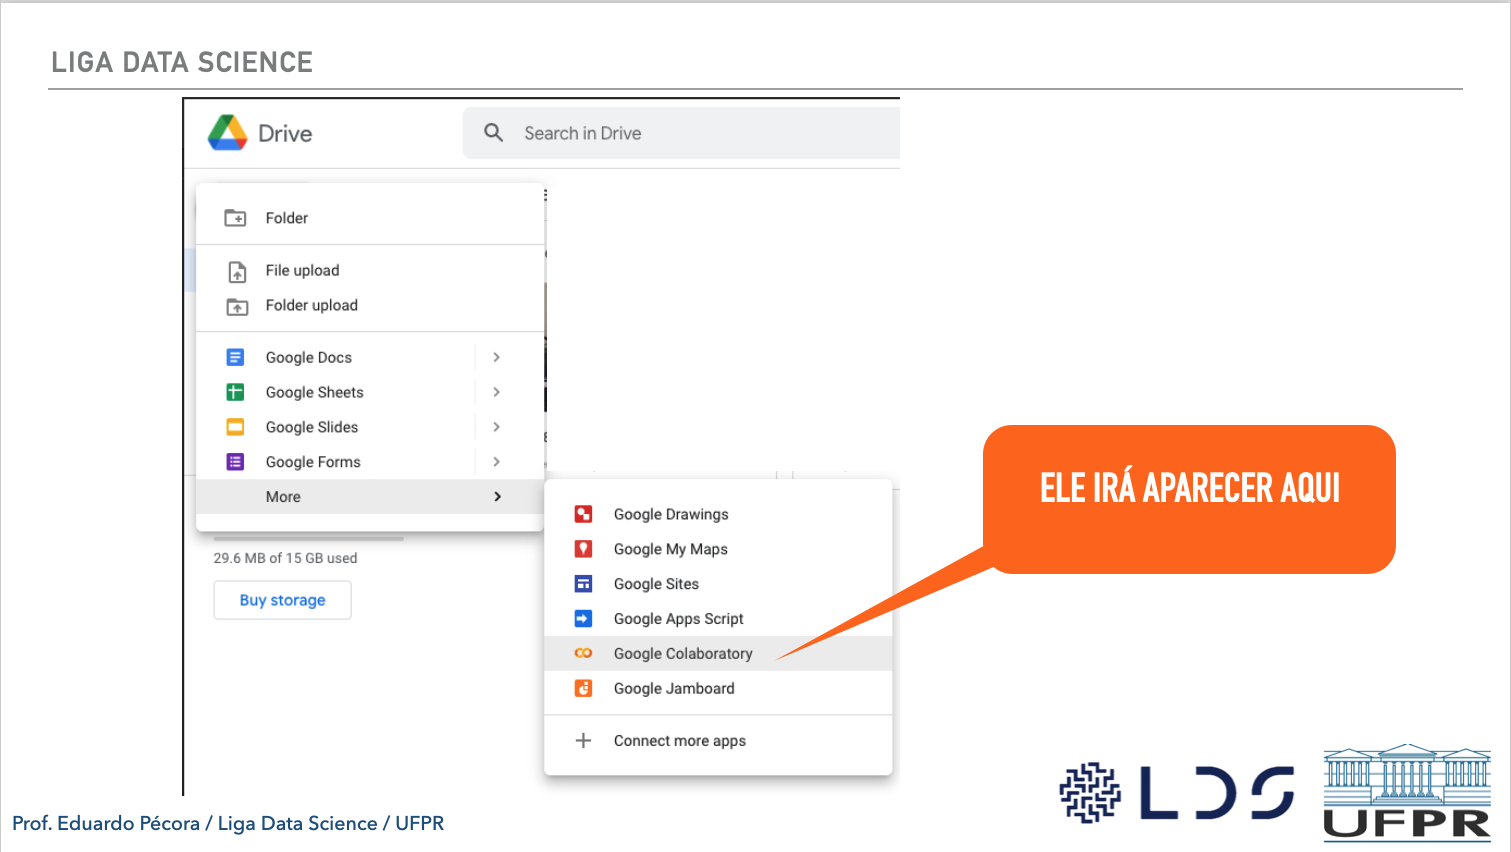 LIGA DATA SCIENCE
Drive
Search in Drive
Folder
File upload
Folder upload
Google Docs
Google Sheets
Google Slides
Google Forms
More
29.6 MB of 15 GB used
Buy storage
Google Drawings
Google My Maps
Google Sites
Google Apps Script
Google Colaboratory
Google Jamboard
Connect more apps
ELE IRÁ APARECER AQUI
LDS
UFPR
Prof. Eduardo Pécora / Liga Data Science / UFPR